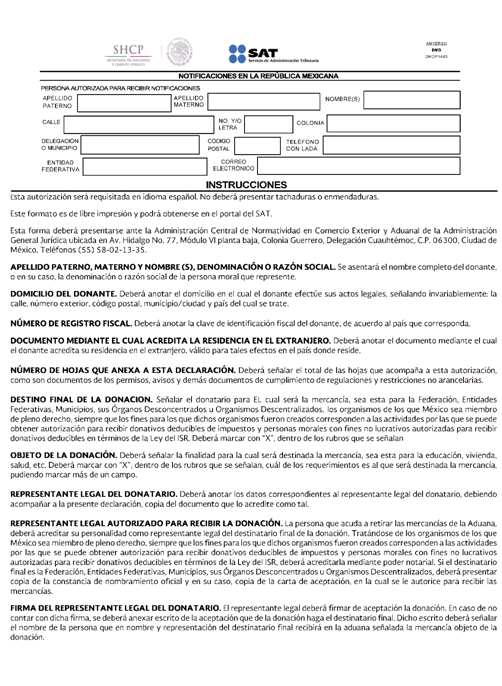 SHCP
SECRETARÍA DE HACIENDA
Y CRÉDITO PÚBLICO
SAT
Servicio de Administración Tributaria
ANVERSO
NOTIFICACIONES EN LA REPÚBLICA MEXICANA
PERSONA AUTORIZADA PARA RECIBIR NOTIFICACIONES
APELLIDO PATERNO
APELLIDO MATERNO
NOMBRE(S)
CALLE
NO. Y/O LETRA
COLONIA
DELEGACIÓN O MUNICIPIO
CÓDIGO POSTAL
TELÉFONO CON LADA
ENTIDAD FEDERATIVA
CORREO ELECTRÓNICO
INSTRUCCIONES
Esta autorización será requisitada en idioma español. No deberá presentar tachaduras o enmendaduras.
Este formato es de libre impresión y podrá obtenerse en el portal del SAT.
Esta forma deberá presentarse ante la Administración Central de Normatividad en Comercio Exterior y Aduanal de la Administración
General Jurídica ubicada en Av. Hidalgo No. 77, Módulo VI planta baja, Colonia Guerrero, Delegación Cuauhtémoc, C.P. 06300, Ciudad de
México, Teléfonos (55) 58-02-13-35.
APELLIDO PATERNO, MATERNO Y NOMBRE (S), DENOMINACIÓN O RAZÓN SOCIAL. Se asentará el nombre completo del donante,
o en su caso, la denominación o razón social de la persona moral que represente.
DOMICILIO DEL DONANTE. Deberá anotar el domicilio en el cual el donante efectúe sus actos legales, señalando invariablemente: la
calle, número exterior, código postal, municipio/ciudad y país del cual se trate.
NÚMERO DE REGISTRO FISCAL. Deberá anotar la clave de identificación fiscal del donante, de acuerdo al país que corresponda.
DOCUMENTO MEDIANTE EL CUAL ACREDITA LA RESIDENCIA EN EL EXTRANJERO. Deberá anotar el documento mediante el cual
el donante acredita su residencia en el extranjero, válido para tales efectos en el país donde reside.
NÚMERO DE HOJAS QUE ANEXA A ESTA DECLARACIÓN. Deberá señalar el total de las hojas que acompaña a esta autorización,
como son documentos de los permisos, avisos y demás documentos de cumplimiento de regulaciones y restricciones no arancelarias.
DESTINO FINAL DE LA DONACION. Señalar el donatario para EL cual será la mercancía, sea esta para la Federación, Entidades
Federativas, Municipios, sus Órganos Desconcentrados u Organismos Descentralizados, los organismos de los que México sea miembro
de pleno derecho, siempre que los fines para los que dichos organismos fueron creados corresponden a las actividades por las que se puede
obtener autorización para recibir donativos deducibles de impuestos y personas morales con fines no lucrativos autorizadas para recibir
donativos deducibles en términos de la Ley del ISR. Deberá marcar con "X", dentro de los rubros que se señalan
OBJETO DE LA DONACIÓN. Deberá señalar la finalidad para la cual será destinada la mercancía, sea esta para la educación, vivienda,
salud, etc. Deberá marcar con "X", dentro de los rubros que se señalan, cuál de los requerimientos es al que será destinada la mercancía,
pudiendo marcar más de un campo.
REPRESENTANTE LEGAL DEL DONATARIO. Deberá anotar los datos correspondientes al representante legal del donatario, debiendo
acompañar a la presente declaración, copia del documento que lo acredite como tal.
REPRESENTANTE LEGAL AUTORIZADO PARA RECIBIR LA DONACIÓN. La persona que acuda a retirar las mercancías de la Aduana,
deberá acreditar su personalidad como representante legal del destinatario final de la donación. Tratándose de los organismos de los que
México sea miembro de pleno derecho, siempre que los fines para los que dichos organismos fueron creados corresponden a las actividades
por las que se puede obtener autorización para recibir donativos deducibles de impuestos y personas morales con fines no lucrativos
autorizadas para recibir donativos deducibles en términos de la Ley del ISR, deberá acreditarla mediante poder notarial. Si el destinatario
final es la Federación, Entidades Federativas, Municipios, sus Órganos Desconcentrados u Organismos Descentralizados, deberá presentar
copia de la constancia de nombramiento oficial y en su caso, copia de la carta de aceptación, en la cual se le autorice para recibir las
mercancías.
FIRMA DEL REPRESENTANTE LEGAL DEL DONATARIO. El representante legal deberá firmar de aceptación la donación. En caso de no
contar con dicha firma, se deberá anexar escrito de la aceptación que de la donación haga el destinatario final. Dicho escrito deberá señalar
el nombre de la persona que en nombre y representación del destinatario final recibirá en la aduana señalada la mercancía objeto de la
donación.